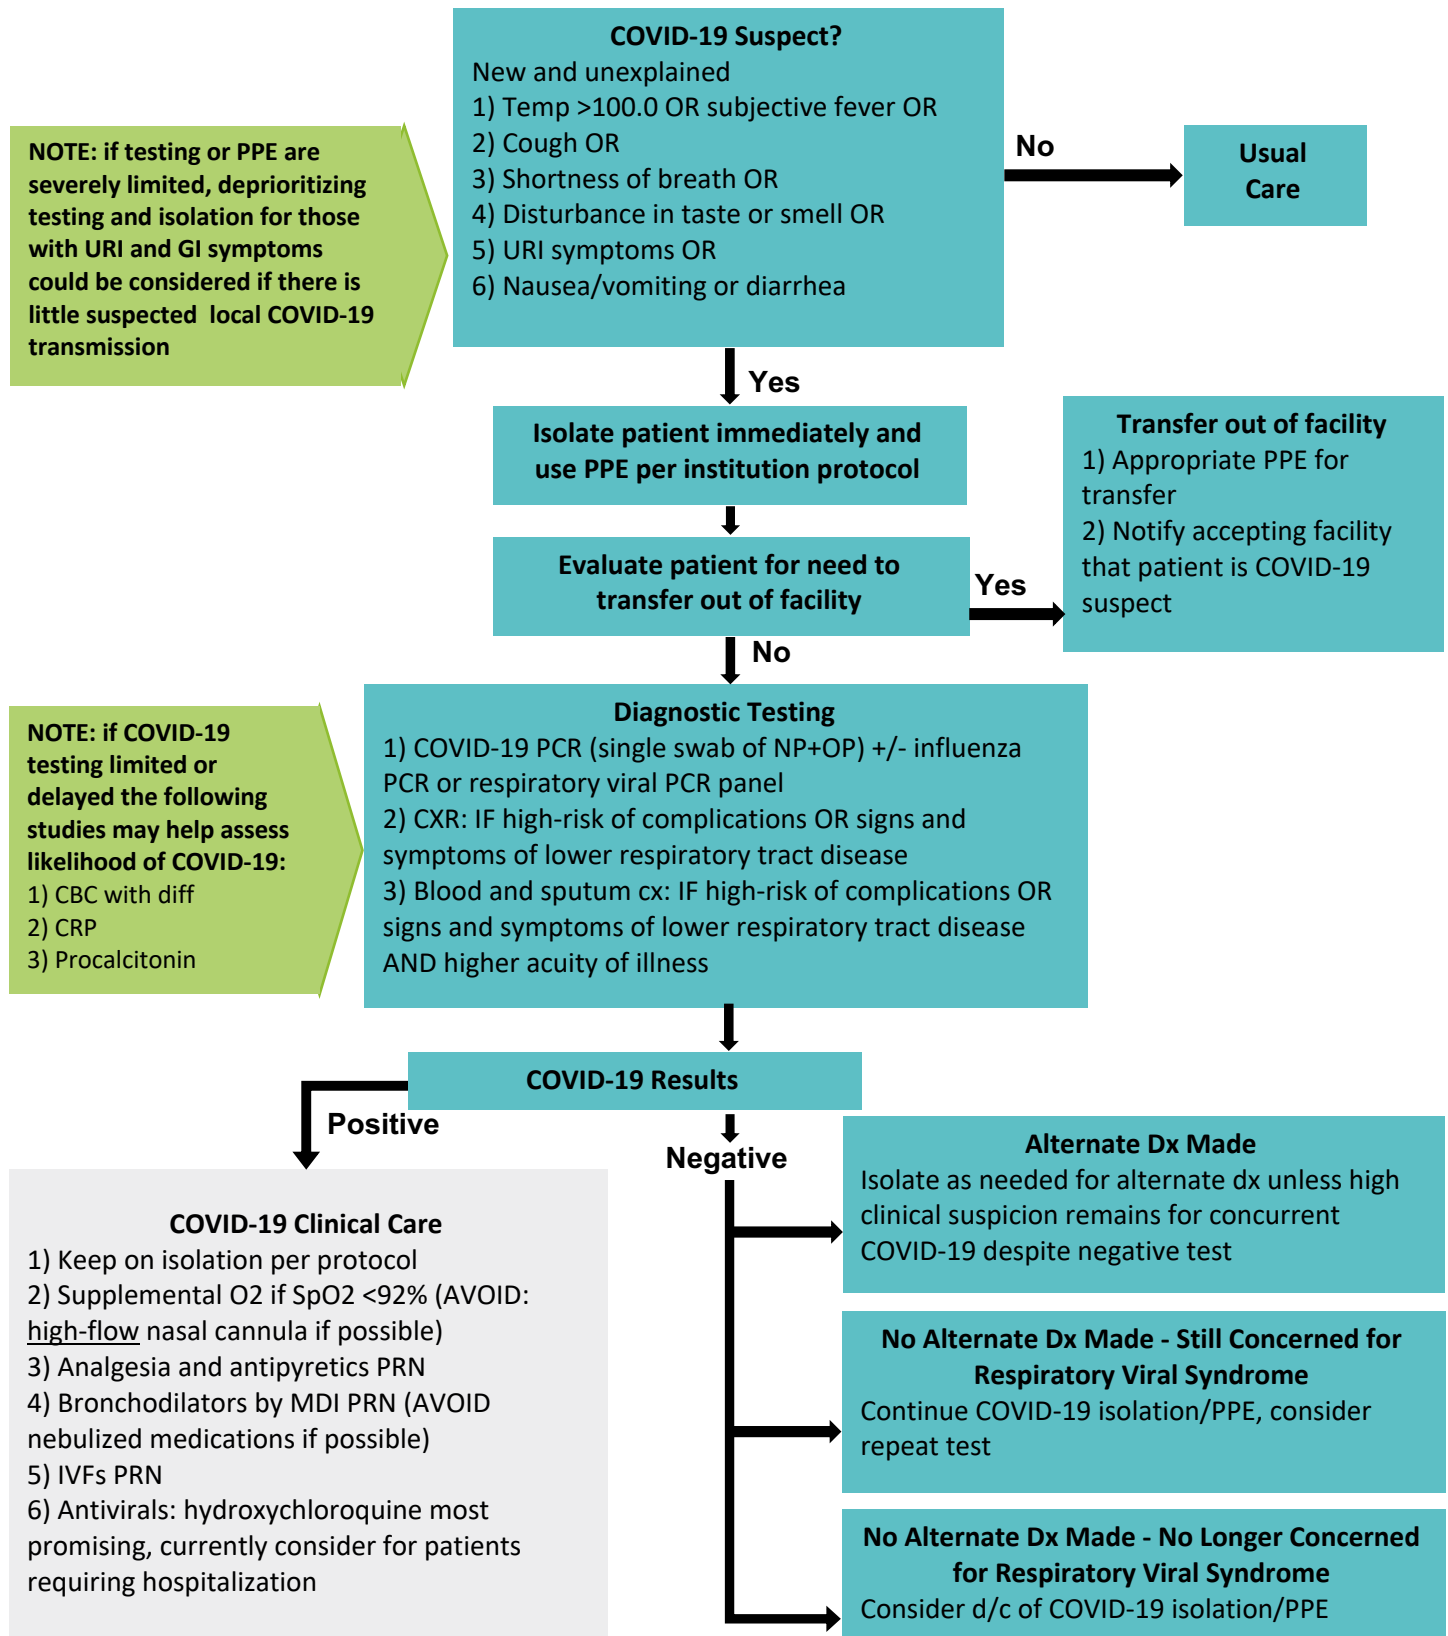 COVID-19 Suspect?
New and unexplained
1) Temp >100.0 OR subjective fever OR
2) Cough OR
3) Shortness of breath OR
4) Disturbance in taste or smell OR
5) URI symptoms OR
6) Nausea/vomiting or diarrhea
No
Usual
Care
NOTE: if testing or PPE are
severely limited, deprioritizing
testing and isolation for those
with URI and GI symptoms
could be considered if there is
little suspected local COVID-19
transmission
Yes
Isolate patient immediately and
use PPE per institution protocol
Evaluate patient for need to
transfer out of facility
Yes
Transfer out of facility
1) Appropriate PPE for
transfer
2) Notify accepting facility
that patient is COVID-19
suspect
No
NOTE: if COVID-19
testing limited or
delayed the following
studies may help assess
likelihood of COVID-19:
1) CBC with diff
2) CRP
3) Procalcitonin
Diagnostic Testing
1) COVID-19 PCR (single swab of NP+OP) +/- influenza
PCR or respiratory viral PCR panel
2) CXR: IF high-risk of complications OR signs and
symptoms of lower respiratory tract disease
3) Blood and sputum cx: IF high-risk of complications OR
signs and symptoms of lower respiratory tract disease
AND higher acuity of illness
COVID-19 Results
Positive
Negative
COVID-19 Clinical Care
1) Keep on isolation per protocol
2) Supplemental O2 if SpO2 <92% (AVOID:
high-flow nasal cannula if possible)
3) Analgesia and antipyretics PRN
4) Bronchodilators by MDI PRN (AVOID
nebulized medications if possible)
5) IVFs PRN
6) Antivirals: hydroxychloroquine most
promising, currently consider for patients
requiring hospitalization
Alternate Dx Made
Isolate as needed for alternate dx unless high
clinical suspicion remains for concurrent
COVID-19 despite negative test
No Alternate Dx Made - Still Concerned for
Respiratory Viral Syndrome
Continue COVID-19 isolation/PPE, consider
repeat test
No Alternate Dx Made - No Longer Concerned
for Respiratory Viral Syndrome
Consider d/c of COVID-19 isolation/PPE